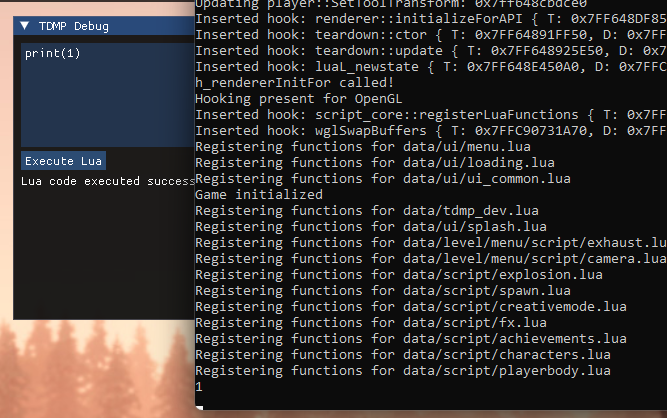 TDMP Debug
print(1)
Execute Lua
Lua code executed success
Updating player::SetToolTransform: 0x7ff648cbdce0
Inserted hook: renderer::initializeForAPI { T: 0x7FF648DF85
Inserted hook: teardown::ctor { T: 0x7FF64891FF50, D: 0x7FF
Inserted hook: teardown::update { T: 0x7FF648925E50, D: 0x7
Inserted hook: luaL_newstate { T: 0x7FF648E450A0, D: 0x7FFC
h_rendererInitFor called!
Hooking present for OpenGL
Inserted hook: script_core::registerLuaFunctions { T: 0x7FF
Inserted hook: wglSwapBuffers { T: 0x7FFC90731A70, D: 0x7FF
Registering functions for data/ui/menu.lua
Registering functions for data/ui/loading.lua
Registering functions for data/ui/ui_common.lua
Game initialized
Registering functions for data/tdmp_dev.lua
Registering functions for data/ui/splash.lua
Registering functions for data/level/menu/script/exhaust.lu
Registering functions for data/level/menu/script/camera.lua
Registering functions for data/script/explosion.lua
Registering functions for data/script/spawn.lua
Registering functions for data/script/creativemode.lua
Registering functions for data/script/fx.lua
Registering functions for data/script/achievements.lua
Registering functions for data/script/characters.lua
Registering functions for data/script/playerbody.lua
1